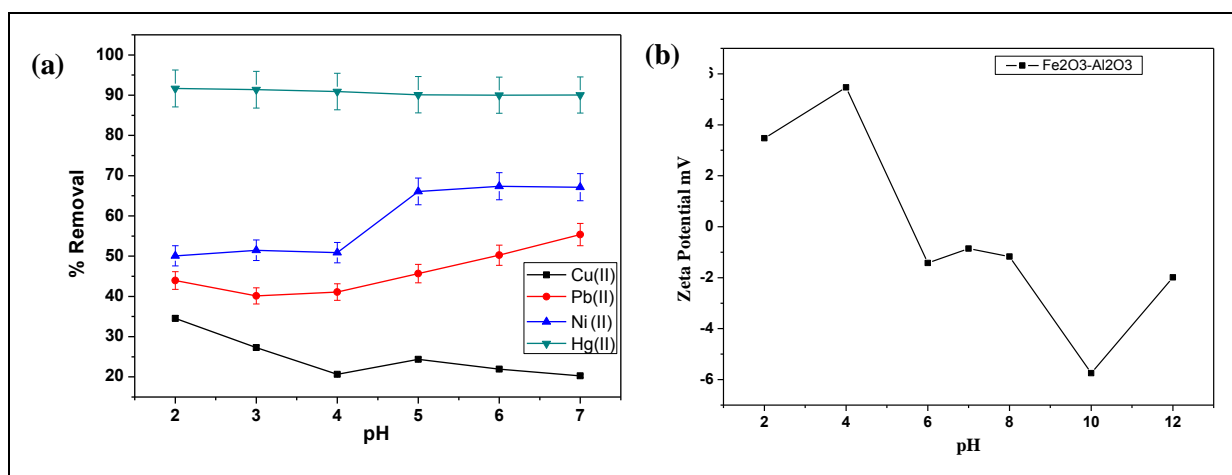 (a)
100
90
80
70
60
50
40
30
20
% Removal
2 3 4 5 6 7
pH
Cu(II)
Pb(II)
Ni (II)
Hg(II)
(b)
Fe2O3-Al2O3
6
4
2
0
-2
-4
-6
Zeta Potential mV
2 4 6 8 10 12
pH